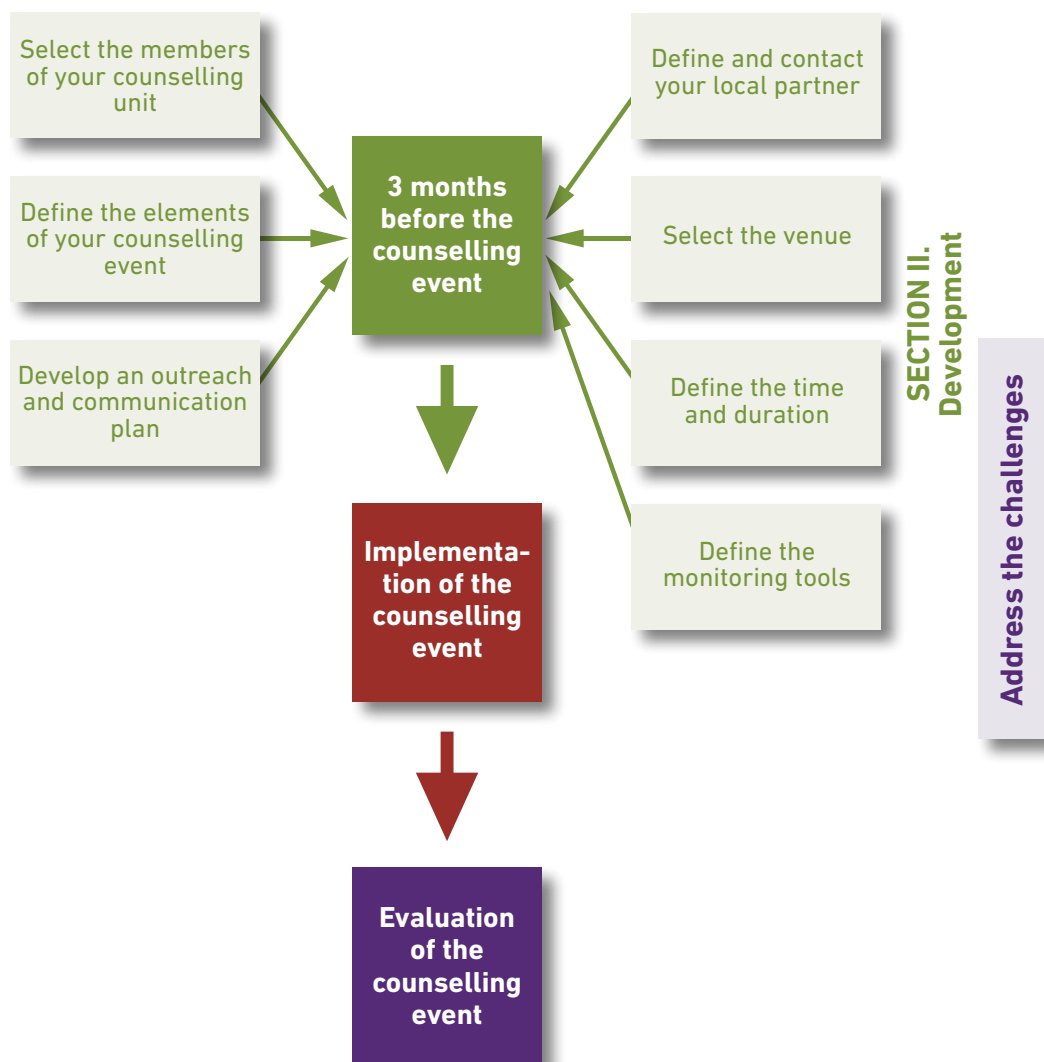 Select the members
of your counselling
unit
Define the elements
of your counselling
event
Develop an outreach
and communication
plan
3 months
before the
counselling
event
Define and contact
your local partner
Select the venue
Define the time
and duration
Define the
monitoring tools
Implementa-
tion of the
counselling
event
Evaluation
of the
counselling
event
SECTION II.
Development
Address the challenges